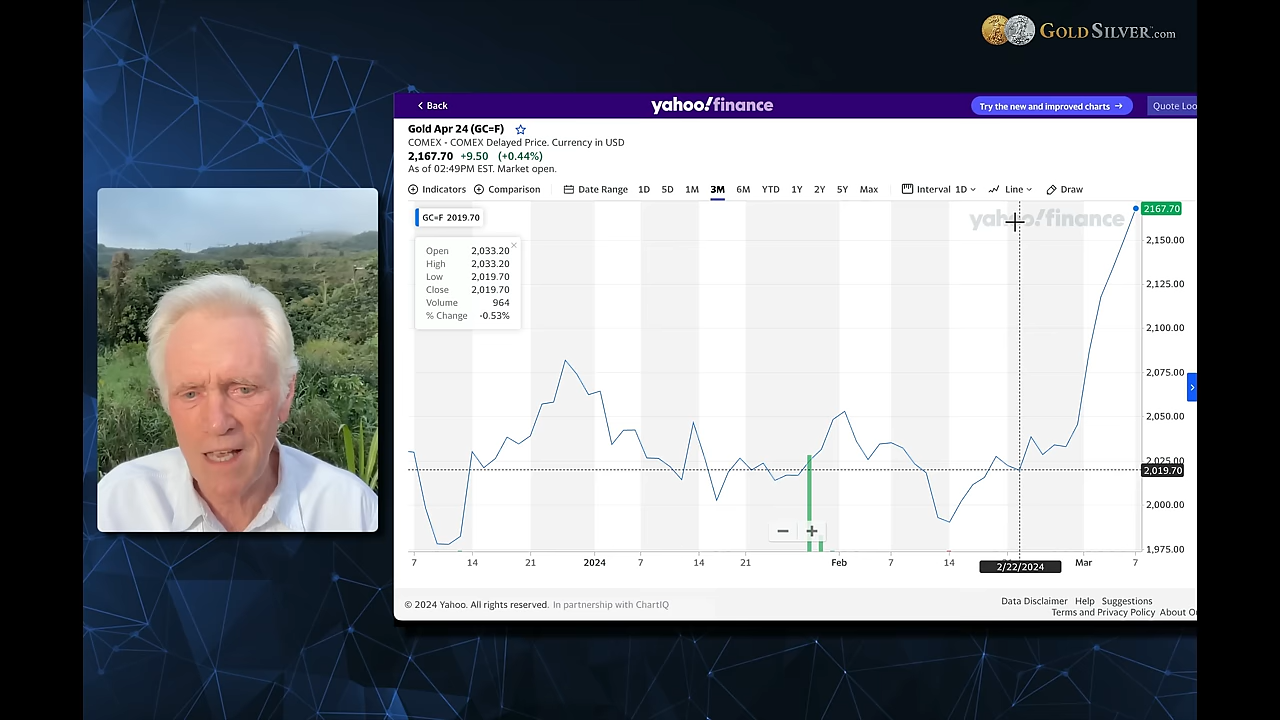 GOLDSILVER.com
Back
yahoo!finance
Try the new and improved charts →
Quote Loo
Gold Apr 24 (GC=F)
COMEX - COMEX Delayed Price. Currency in USD
2,167.70 +9.50 (+0.44%)
As of 02:49PM EST. Market open.
Indicators Comparison Date Range 1D 5D 1M 3M 6M YTD 1Y 2Y 5Y Max Interval 1D Line Draw
GC=F 2019.70
yahoo!finance
2167.70
Open 2,033.20
High 2,033.20
Low 2,019.70
Close 2,019.70
Volume 964
% Change -0.53%
2,150.00
2,125.00
2,100.00
2,075.00
2,050.00
2,025.00
2,019.70
2,000.00
1,975.00
7 14 21 2024 7 14 21 Feb 7 14 2/22/2024 Mar 7
© 2024 Yahoo. All rights reserved. In partnership with ChartIQ
Data Disclaimer Help Suggestions
Terms and Privacy Policy About O